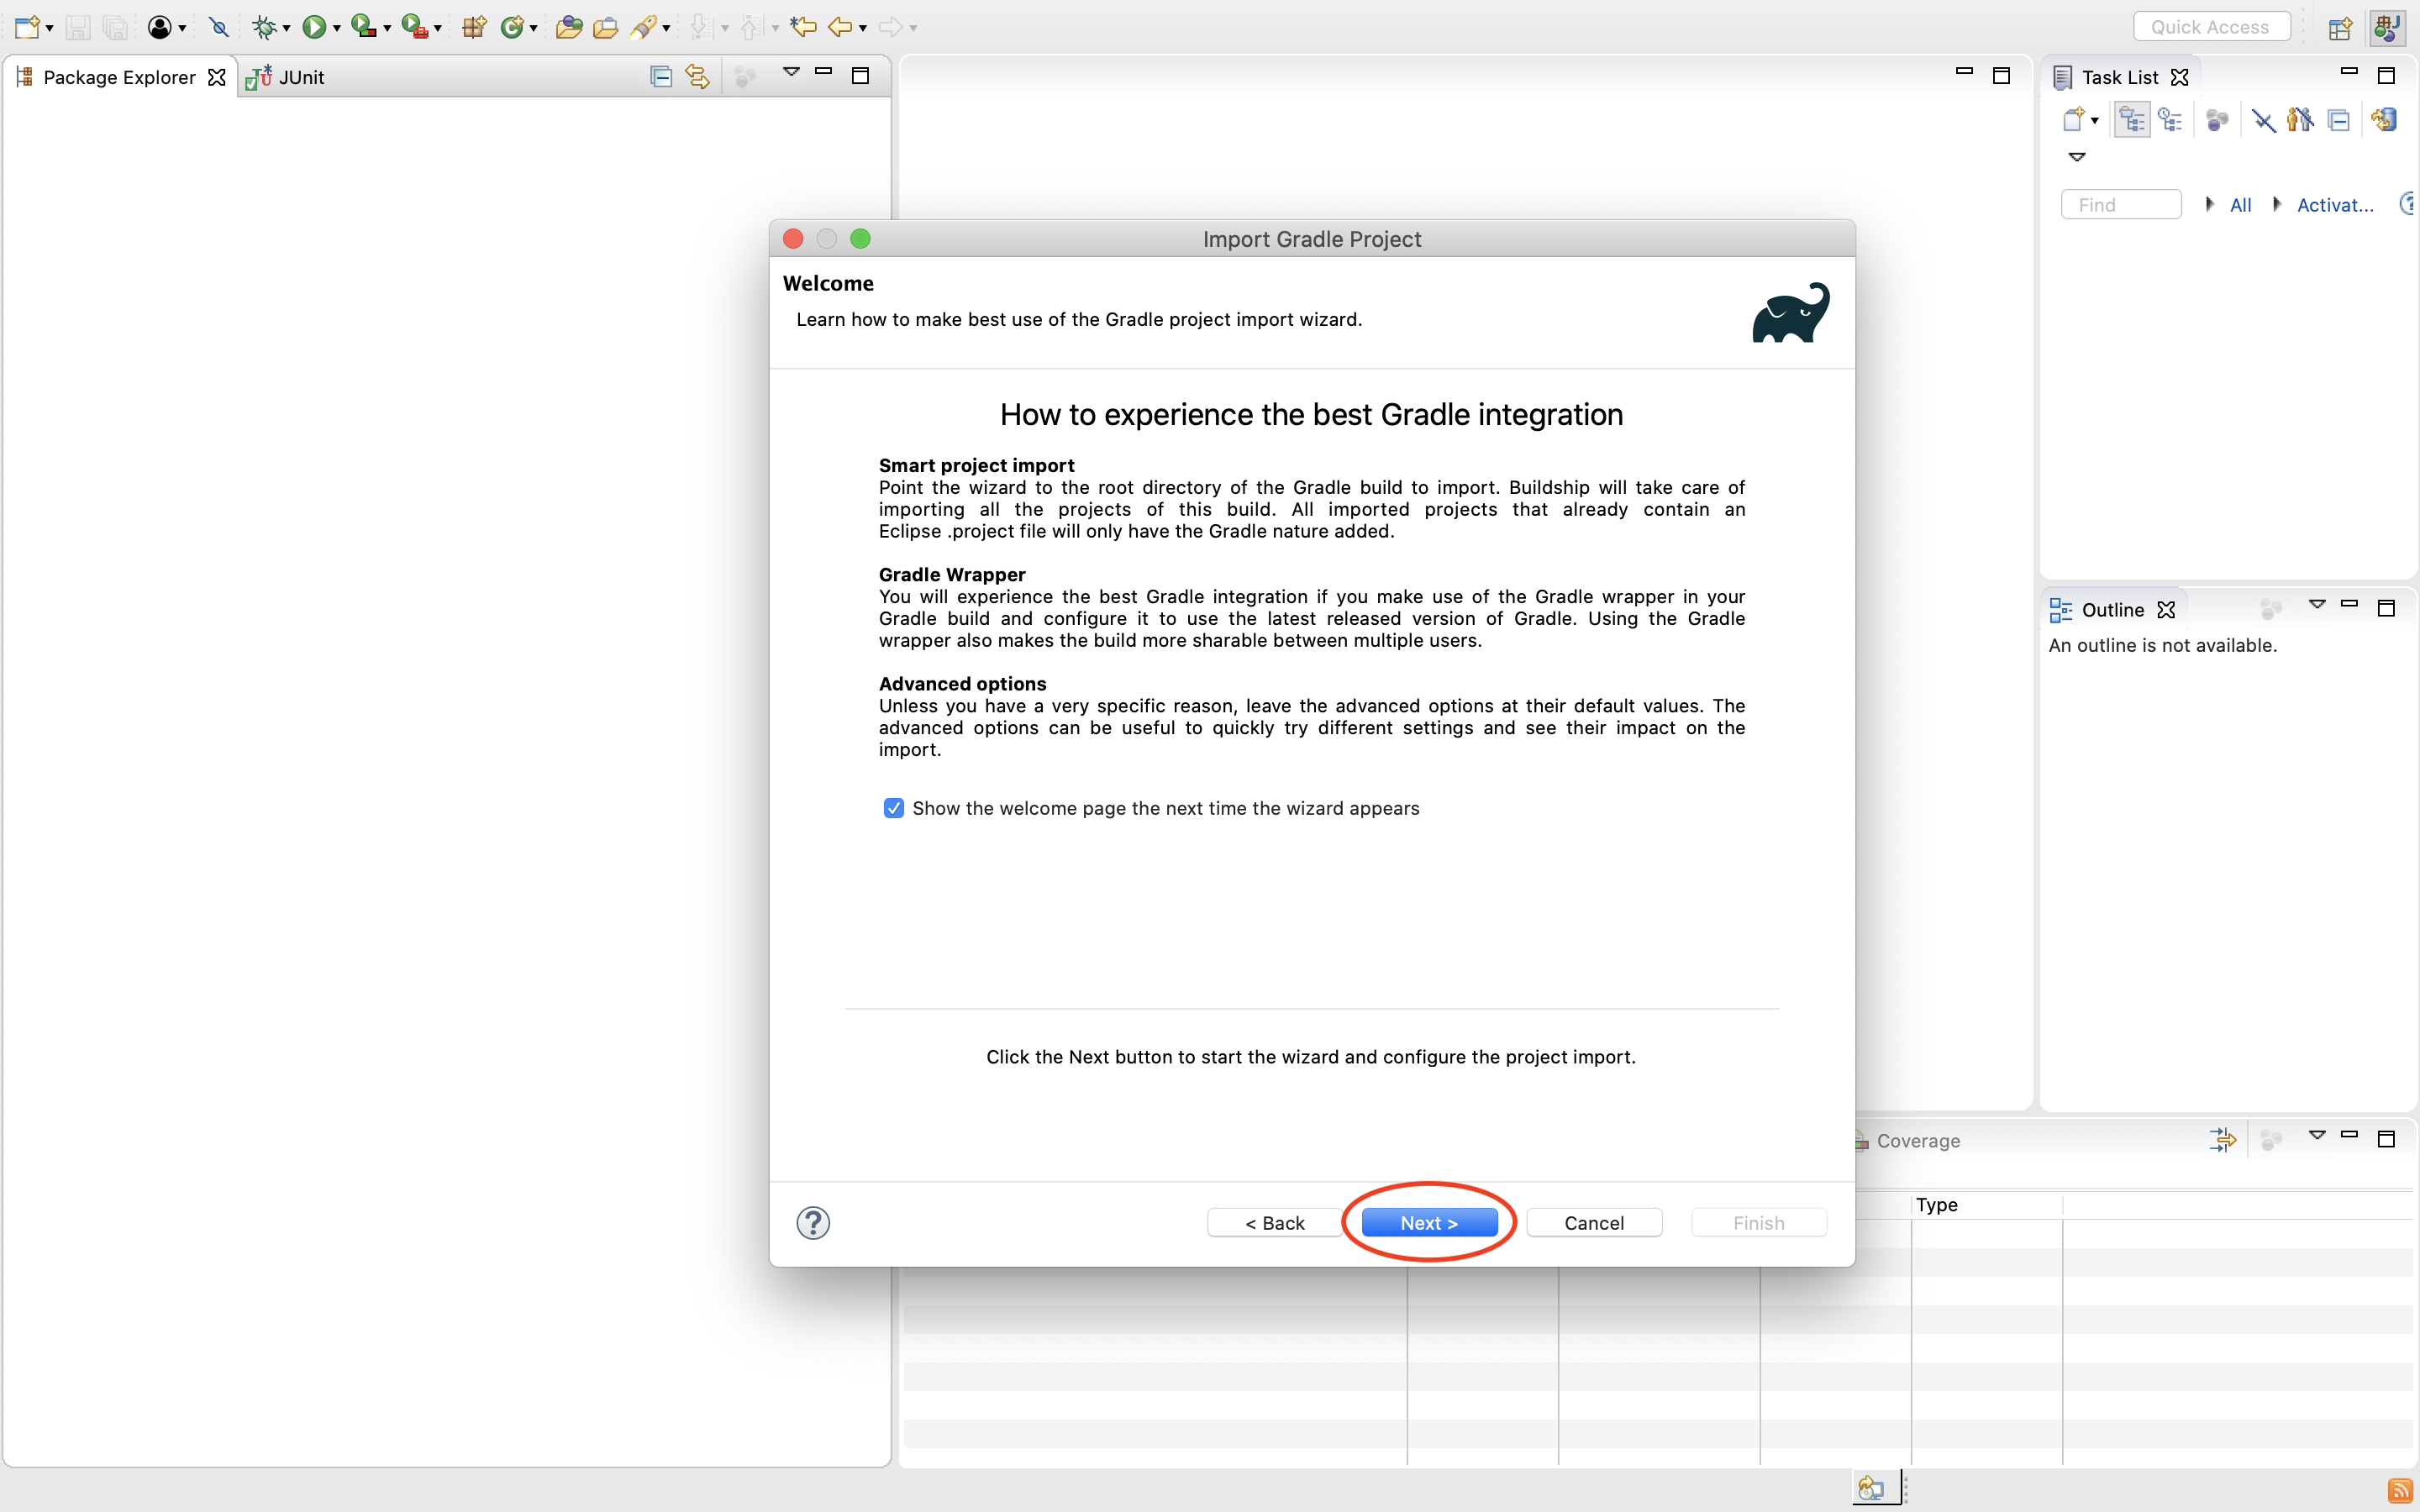 Quick Access
Package Explorer
JUnit
Task List
Find
All
Activat...
Import Gradle Project
Welcome
Learn how to make best use of the Gradle project import wizard.
How to experience the best Gradle integration
Smart project import
Point the wizard to the root directory of the Gradle build to import. Buildship will take care of
importing all the projects of this build. All imported projects that already contain an
Eclipse .project file will only have the Gradle nature added.
Gradle Wrapper
You will experience the best Gradle integration if you make use of the Gradle wrapper in your
Gradle build and configure it to use the latest released version of Gradle. Using the Gradle
wrapper also makes the build more sharable between multiple users.
Advanced options
Unless you have a very specific reason, leave the advanced options at their default values. The
advanced options can be useful to quickly try different settings and see their impact on the
import.
Show the welcome page the next time the wizard appears
Click the Next button to start the wizard and configure the project import.
?
< Back
Next >
Cancel
Finish
Outline
An outline is not available.
Coverage
Type